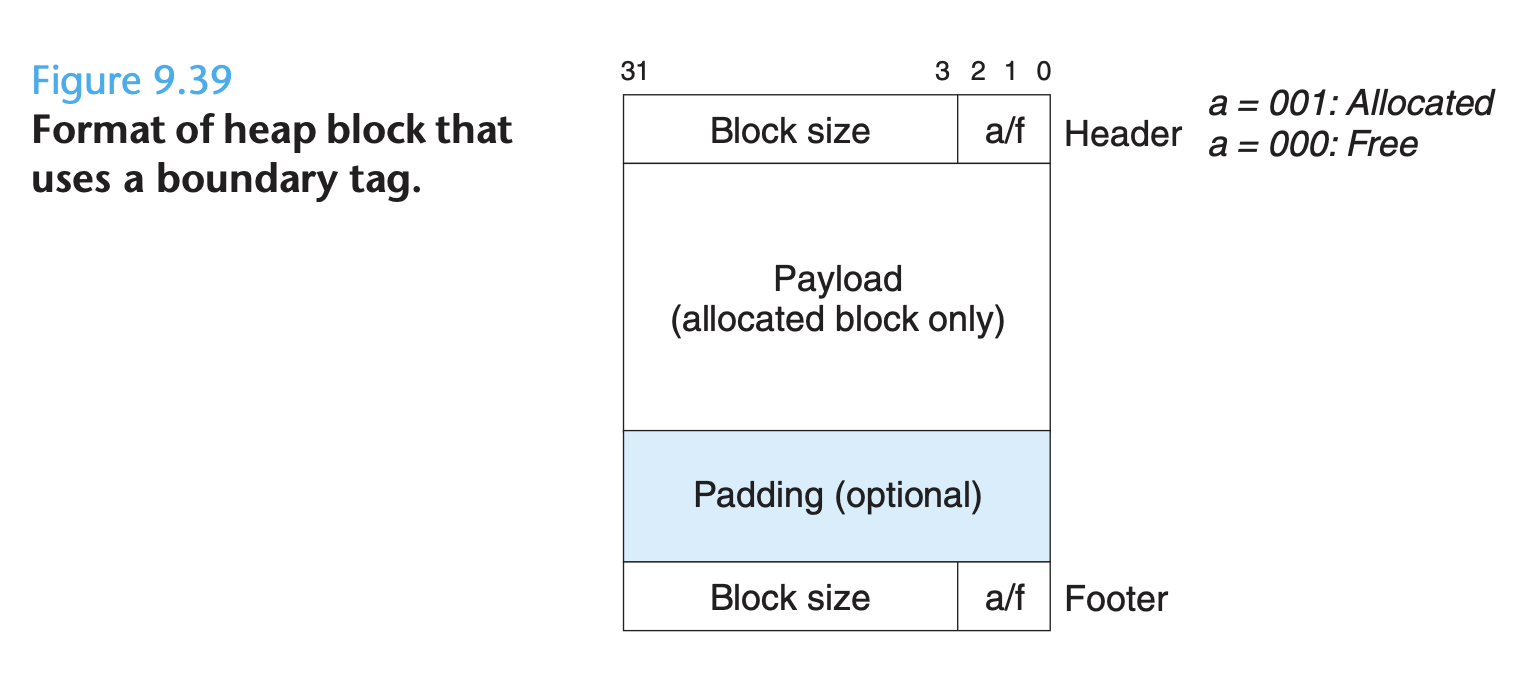 Figure 9.39
Format of heap block that
uses a boundary tag.
31 3 2 1 0
Block size a/f Header
a = 001: Allocated
a = 000: Free
Payload
(allocated block only)
Padding (optional)
Block size a/f Footer